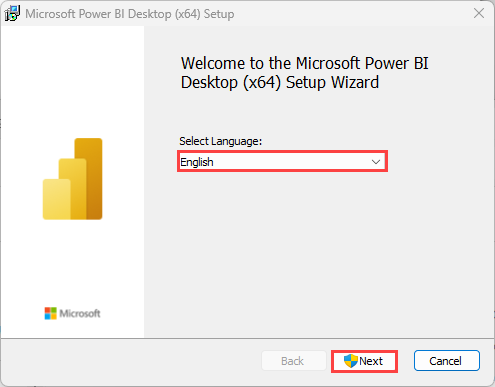 Microsoft Power BI Desktop (x64) Setup
Welcome to the Microsoft Power BI
Desktop (x64) Setup Wizard
Select Language:
English
Microsoft
Back
Next
Cancel